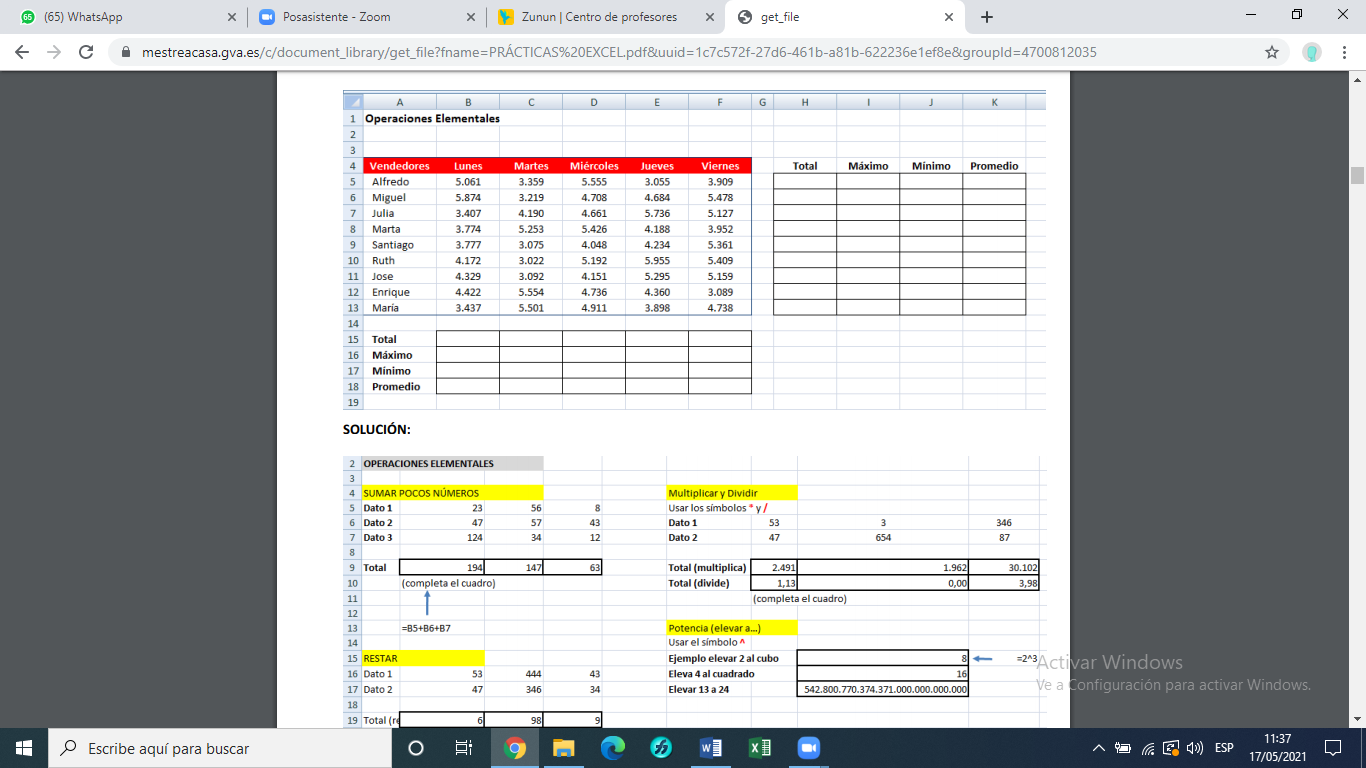 (65) WhatsApp
Posasistente - Zoom
Zunun | Centro de profesores
get_file
mestreacasa.gva.es/c/document_library/get_file?fname=PRÁCTICAS%20EXCEL.pdf&uuid=1c7c572f-27d6-461b-a81b-622236e1ef8e&groupId=4700812035
A B C D E F G H I J K
1 Operaciones Elementales
2
3
4 Vendedores Lunes Martes Miércoles Jueves Viernes Total Máximo Mínimo Promedio
5 Alfredo 5.061 3.359 5.555 3.055 3.909
6 Miguel 5.874 3.219 4.708 4.684 5.478
7 Julia 3.407 4.190 4.661 5.736 5.127
8 Marta 3.774 5.253 5.426 4.188 3.952
9 Santiago 3.777 3.075 4.048 4.234 5.361
10 Ruth 4.172 3.022 5.192 5.955 5.409
11 Jose 4.329 3.092 4.151 5.295 5.159
12 Enrique 4.422 5.554 4.736 4.360 3.089
13 María 3.437 5.501 4.911 3.898 4.738
14
15 Total
16 Máximo
17 Mínimo
18 Promedio
19
SOLUCIÓN:
2 OPERACIONES ELEMENTALES
3
4 SUMAR POCOS NÚMEROS Multiplicar y Dividir
5 Dato 1 23 56 8 Usar los símbolos * y /
6 Dato 2 47 57 43 Dato 1 53 3 346
7 Dato 3 124 34 12 Dato 2 47 654 87
8
9 Total 194 147 63 Total (multiplica) 2.491 1.962 30.102
10 (completa el cuadro) Total (divide) 1,13 0,00 3,98
11 (completa el cuadro)
12
13 =B5+B6+B7 Potencia (elevar a...)
14 Usar el símbolo ^
15 RESTAR Ejemplo elevar 2 al cubo 8 =2^3
16 Dato 1 53 444 43 Eleva 4 al cuadrado 16
17 Dato 2 47 346 34 Elevar 13 a 24 542.800.770.374.371.000.000.000.000
18
19 Total (re 6 98 9
Activar Windows
Ve a Configuración para activar Windows.
Escribe aquí para buscar
ESP
11:37
17/05/2021